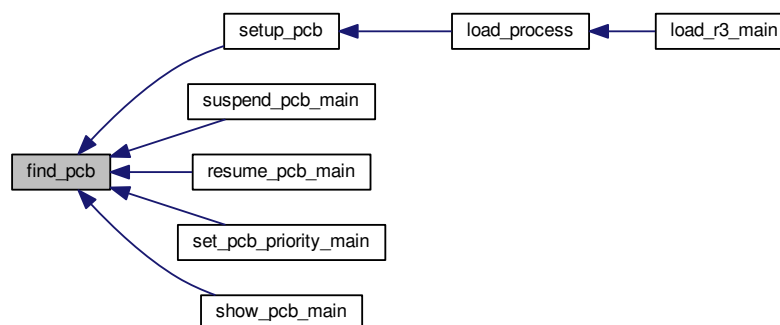 setup_pcb
load_process
load_r3_main
suspend_pcb_main
find_pcb
resume_pcb_main
set_pcb_priority_main
show_pcb_main